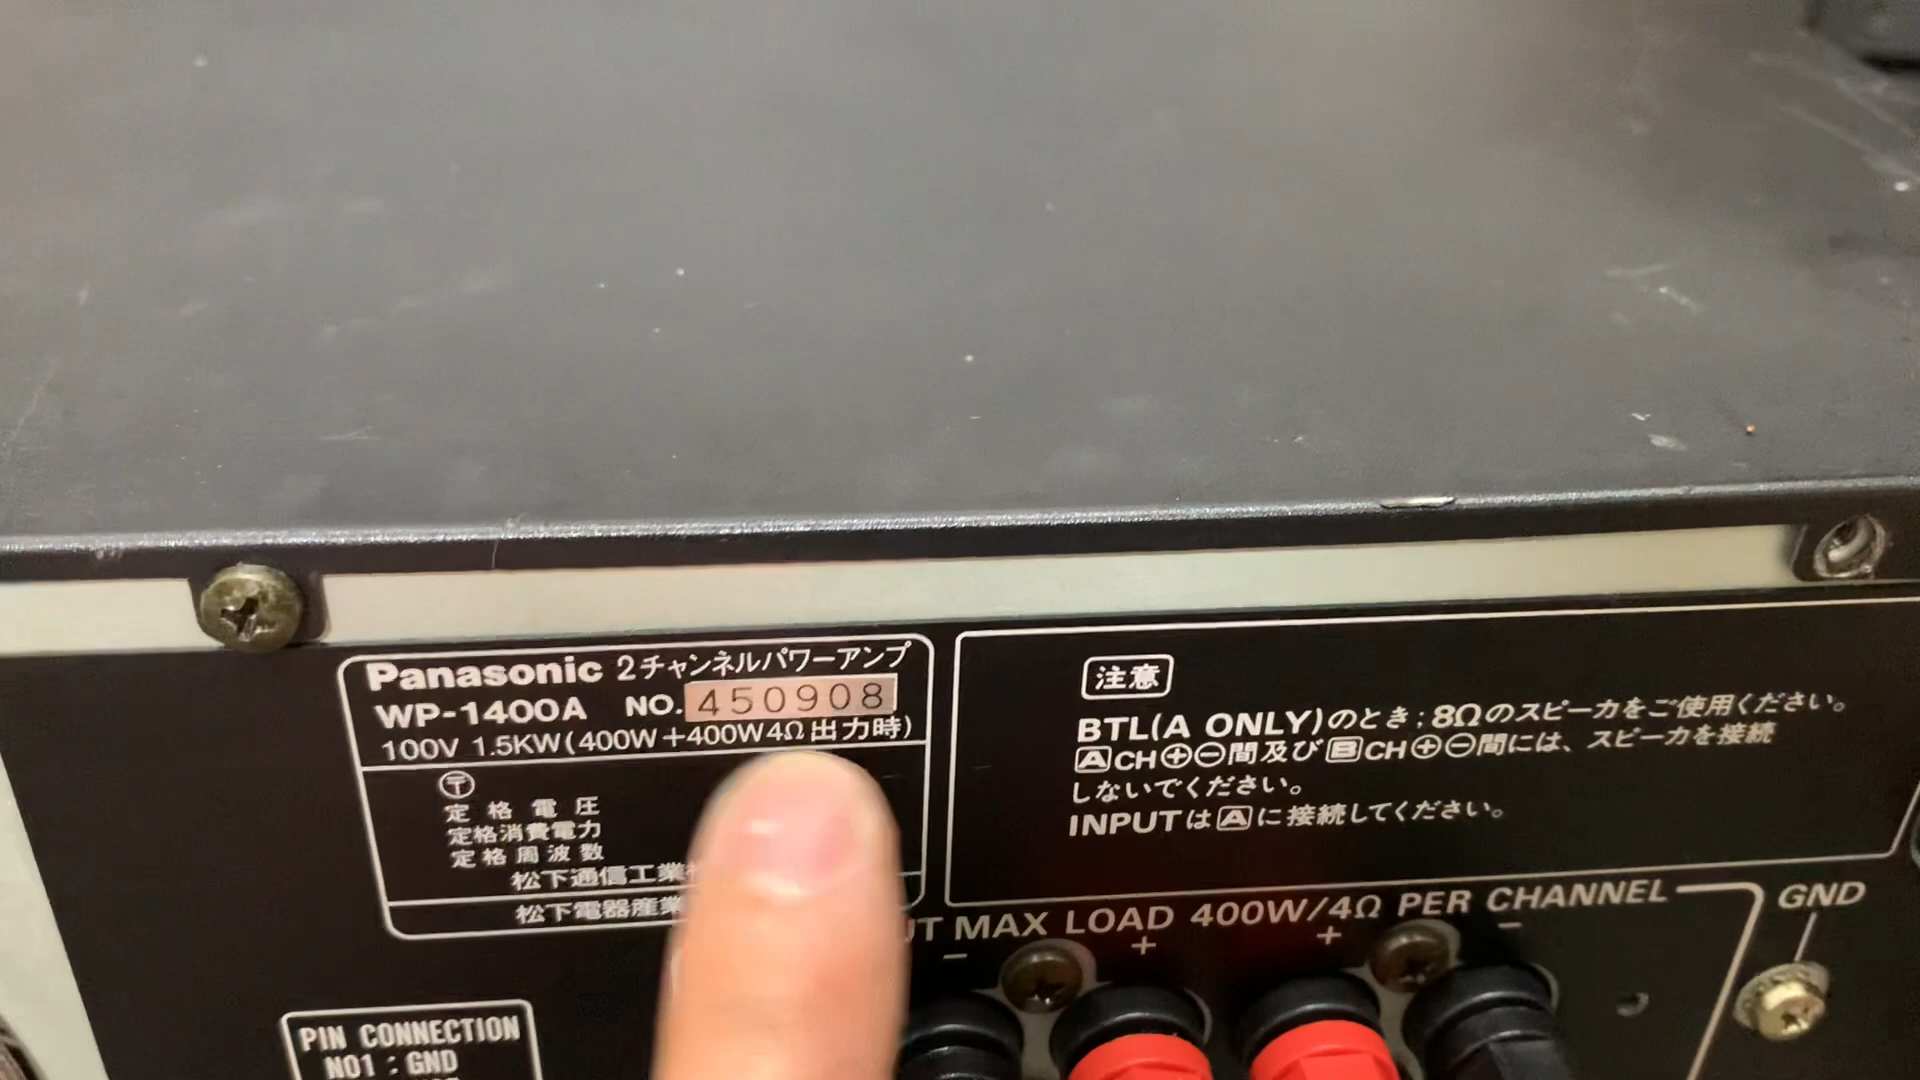 Panasonic 2チャンネルパワーアンプ
WP-1400A NO. 450908
100V 1.5KW(400W+400W4Ω出力時)
〒
定格電圧
定格消費電力
定格周波数
松下通信工業
松下電器産業
注意
BTL(A ONLY)のとき;8Ωのスピーカをご使用ください。
A CH⊕⊖間及びB CH⊕⊖間には、スピーカを接続
しないでください。
INPUTはAに接続してください。
MAX LOAD 400W/4Ω PER CHANNEL
GND
− + + −
PIN CONNECTION
NO1 : GND